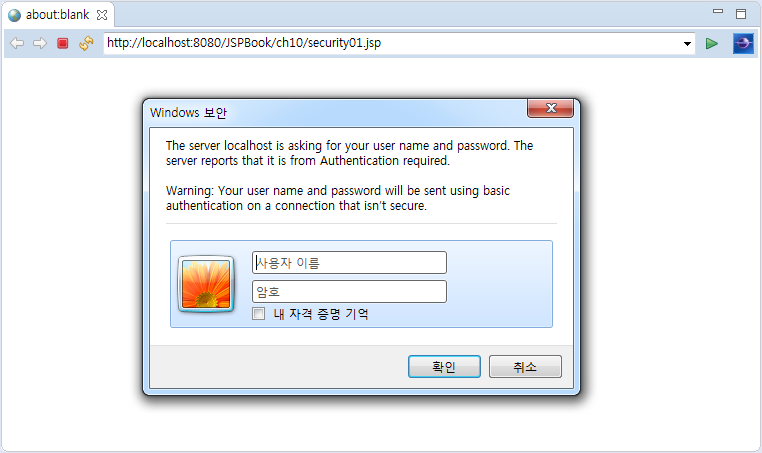 about:blank
http://localhost:8080/JSPBook/ch10/security01.jsp
Windows 보안
The server localhost is asking for your user name and password. The
server reports that it is from Authentication required.
Warning: Your user name and password will be sent using basic
authentication on a connection that isn't secure.
사용자 이름
암호
내 자격 증명 기억
확인
취소